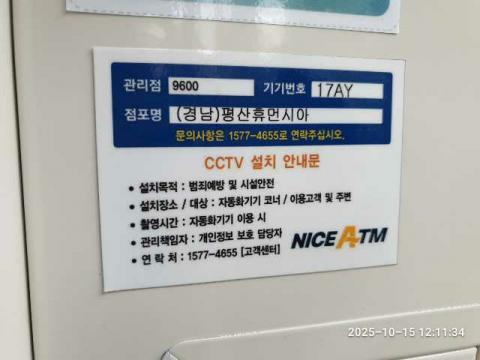 관리점 9600 기기번호 17AY
점포명 (경남)평산휴먼시아
문의사항은 1577-4655로 연락주십시오.
CCTV 설치 안내문
• 설치목적 : 범죄예방 및 시설안전
• 설치장소 / 대상 : 자동화기기 코너 / 이용고객 및 주변
• 촬영시간 : 자동화기기 이용 시
• 관리책임자 : 개인정보 보호 담당자
• 연 락 처 : 1577-4655 [고객센터]
NICE ATM
2025-10-15 12:11:34